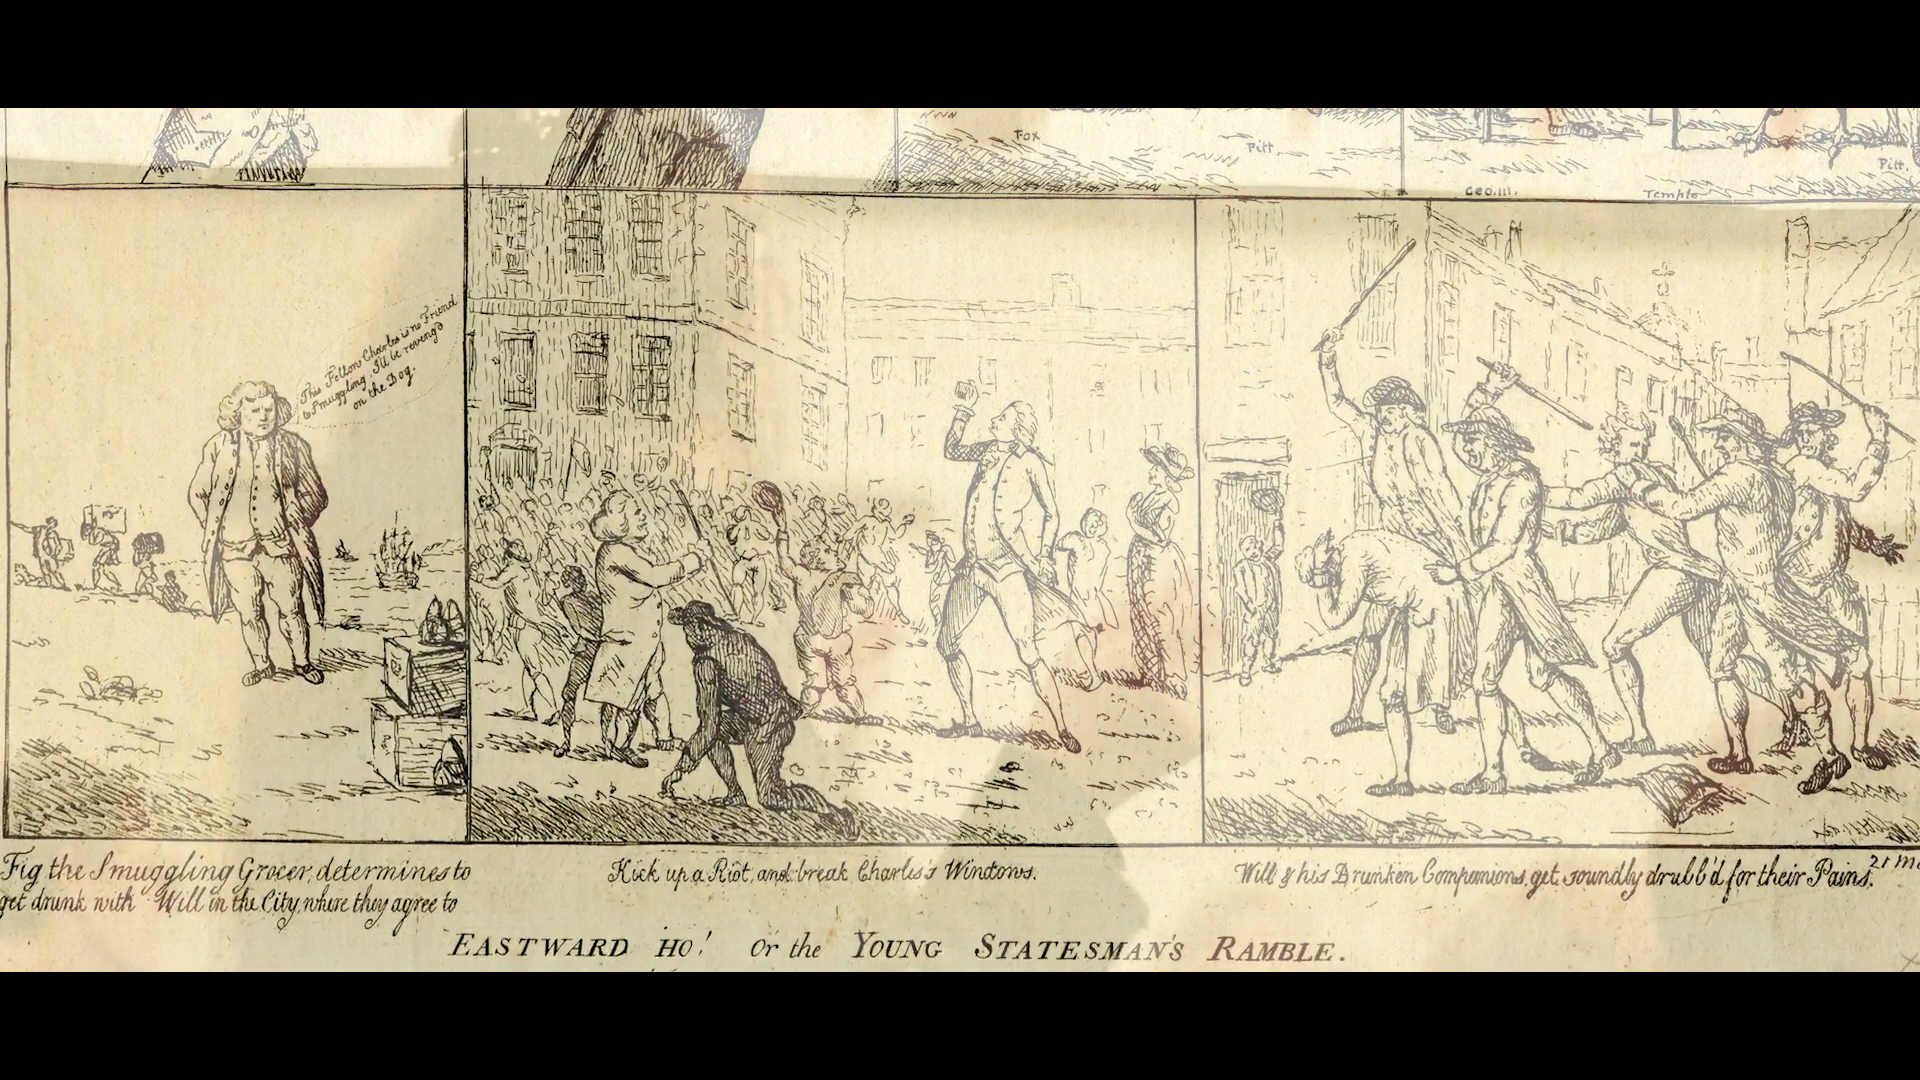 Fox
Pitt
Pitt.
Geo. III.
Temple
This Fellow Charles is no Friend
to Smuggling, I'll be reveng'd
on the Dog.
Fig the Smuggling Grocer, determines to
get drunk with Will in the City, where they agree to
Kick up a Riot, and break Charles's Windows.
Will & his Drunken Companions, get soundly drubb'd for their Pains.
EASTWARD HO! Or the YOUNG STATESMAN'S RAMBLE.